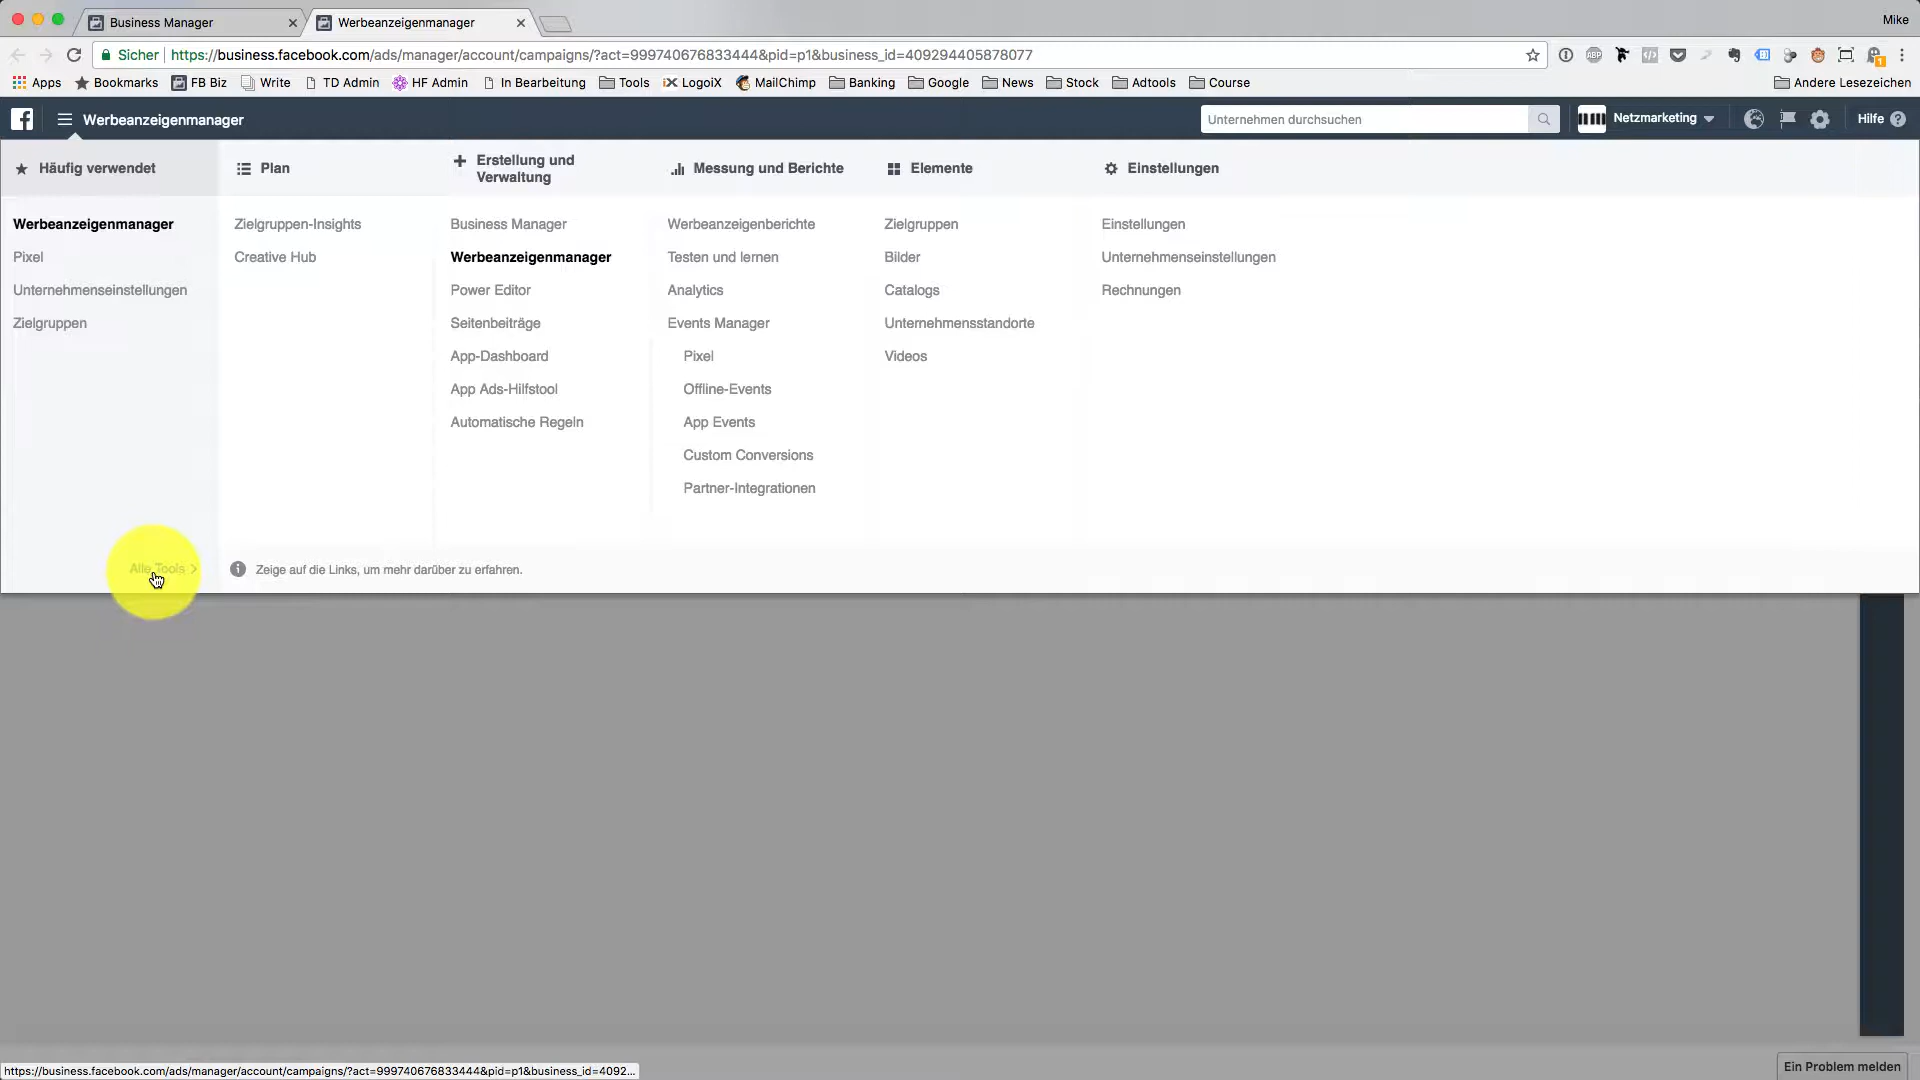 Business Manager
Werbeanzeigenmanager
Mike
Sicher
https://business.facebook.com/ads/manager/account/campaigns/?act=999740676833444&pid=p1&business_id=409294405878077
ABP
1
Apps
Bookmarks
FB Biz
Write
TD Admin
HF Admin
In Bearbeitung
Tools
LogoiX
MailChimp
Banking
Google
News
Stock
Adtools
Course
Andere Lesezeichen
Werbeanzeigenmanager
Unternehmen durchsuchen
Netzmarketing
Hilfe ?
Häufig verwendet
Werbeanzeigenmanager
Pixel
Unternehmenseinstellungen
Zielgruppen
Alle Tools
Plan
Zielgruppen-Insights
Creative Hub
Erstellung und
Verwaltung
Business Manager
Werbeanzeigenmanager
Power Editor
Seitenbeiträge
App-Dashboard
App Ads-Hilfstool
Automatische Regeln
Messung und Berichte
Werbeanzeigenberichte
Testen und lernen
Analytics
Events Manager
Pixel
Offline-Events
App Events
Custom Conversions
Partner-Integrationen
Elemente
Zielgruppen
Bilder
Catalogs
Unternehmensstandorte
Videos
Einstellungen
Einstellungen
Unternehmenseinstellungen
Rechnungen
Zeige auf die Links, um mehr darüber zu erfahren.
https://business.facebook.com/ads/manager/account/campaigns/?act=999740676833444&pid=p1&business_id=4092...
Ein Problem melden